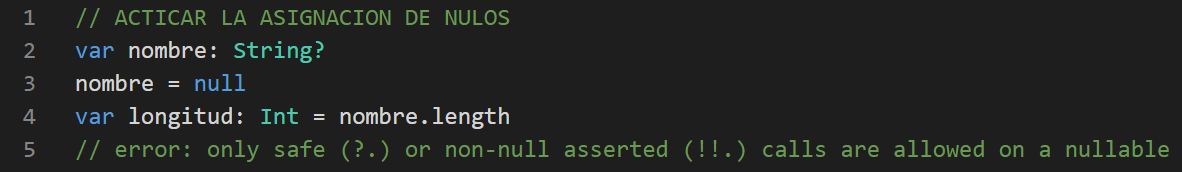 1 // ACTICAR LA ASIGNACION DE NULOS
2 var nombre: String?
3 nombre = null
4 var longitud: Int = nombre.length
5 // error: only safe (?.) or non-null asserted (!!.) calls are allowed on a nullable